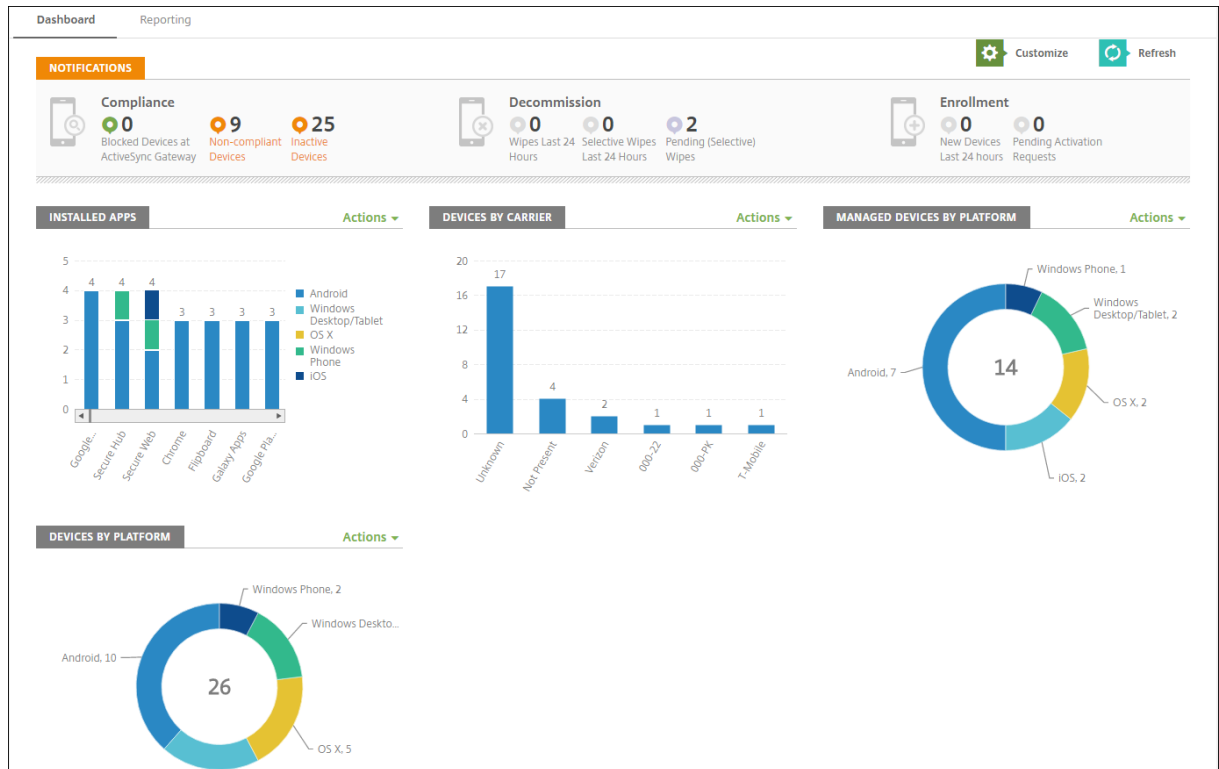 Dashboard
Reporting
Customize
Refresh
NOTIFICATIONS
Compliance
0
Blocked Devices at
ActiveSync Gateway
9
Non-compliant
Devices
25
Inactive
Devices
Decommission
0
Wipes Last 24
Hours
0
Selective Wipes
Last 24 Hours
2
Pending (Selective)
Wipes
Enrollment
0
New Devices
Last 24 hours
0
Pending Activation
Requests
INSTALLED APPS
Actions
5
4
3
2
1
0
4
4
4
3
3
3
3
Google..
Secure Hub
Secure Web
Chrome
Flipboard
Galaxy Apps
Google Pla..
Android
Windows
Desktop/Tablet
OS X
Windows
Phone
iOS
DEVICES BY CARRIER
Actions
20
16
12
8
4
0
17
4
2
1
1
1
Unknown
Not Present
Verizon
000-22
000-PK
T-Mobile
MANAGED DEVICES BY PLATFORM
Actions
Windows Phone, 1
Windows
Desktop/Tablet, 2
Android, 7
14
OS X, 2
iOS, 2
DEVICES BY PLATFORM
Actions
Windows Phone, 2
Windows Deskto...
Android, 10
26
OS X, 5